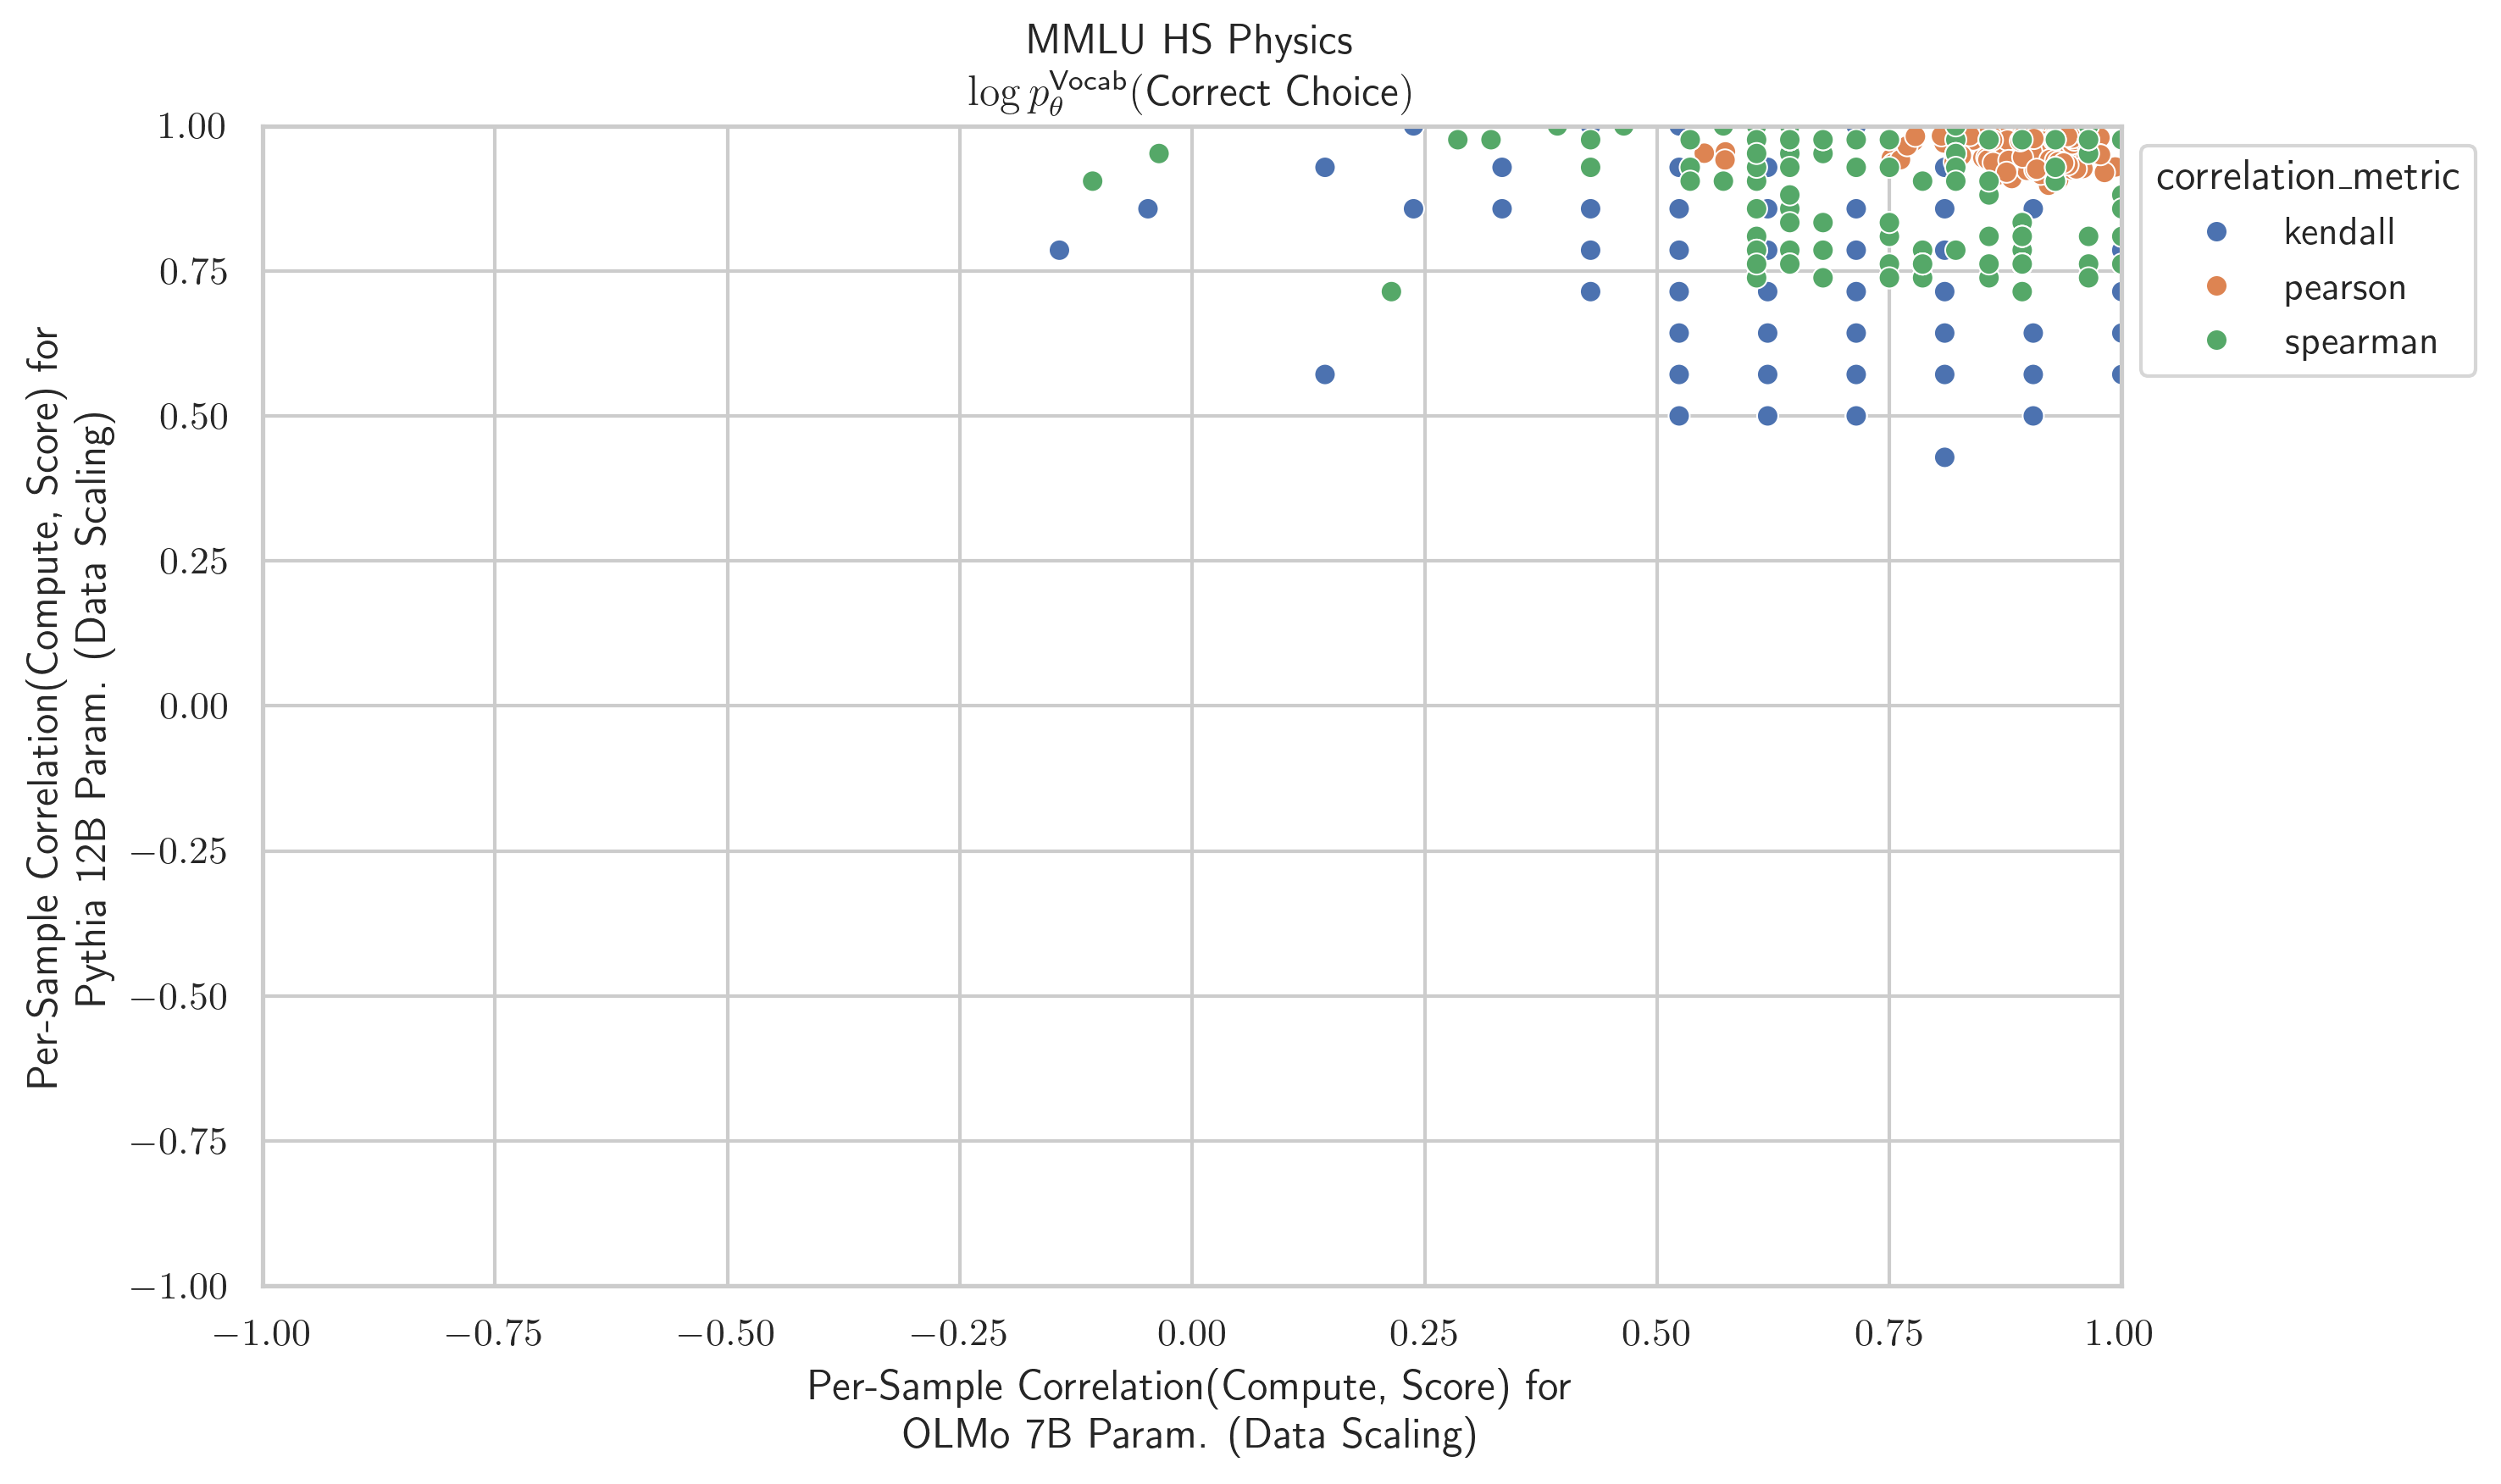 MMLU HS Physics
log p_θ^Vocab(Correct Choice)
Per-Sample Correlation(Compute, Score) for
Pythia 12B Param. (Data Scaling)
1.00
0.75
0.50
0.25
0.00
−0.25
−0.50
−0.75
−1.00
−1.00 −0.75 −0.50 −0.25 0.00 0.25 0.50 0.75 1.00
Per-Sample Correlation(Compute, Score) for
OLMo 7B Param. (Data Scaling)
correlation_metric
kendall
pearson
spearman